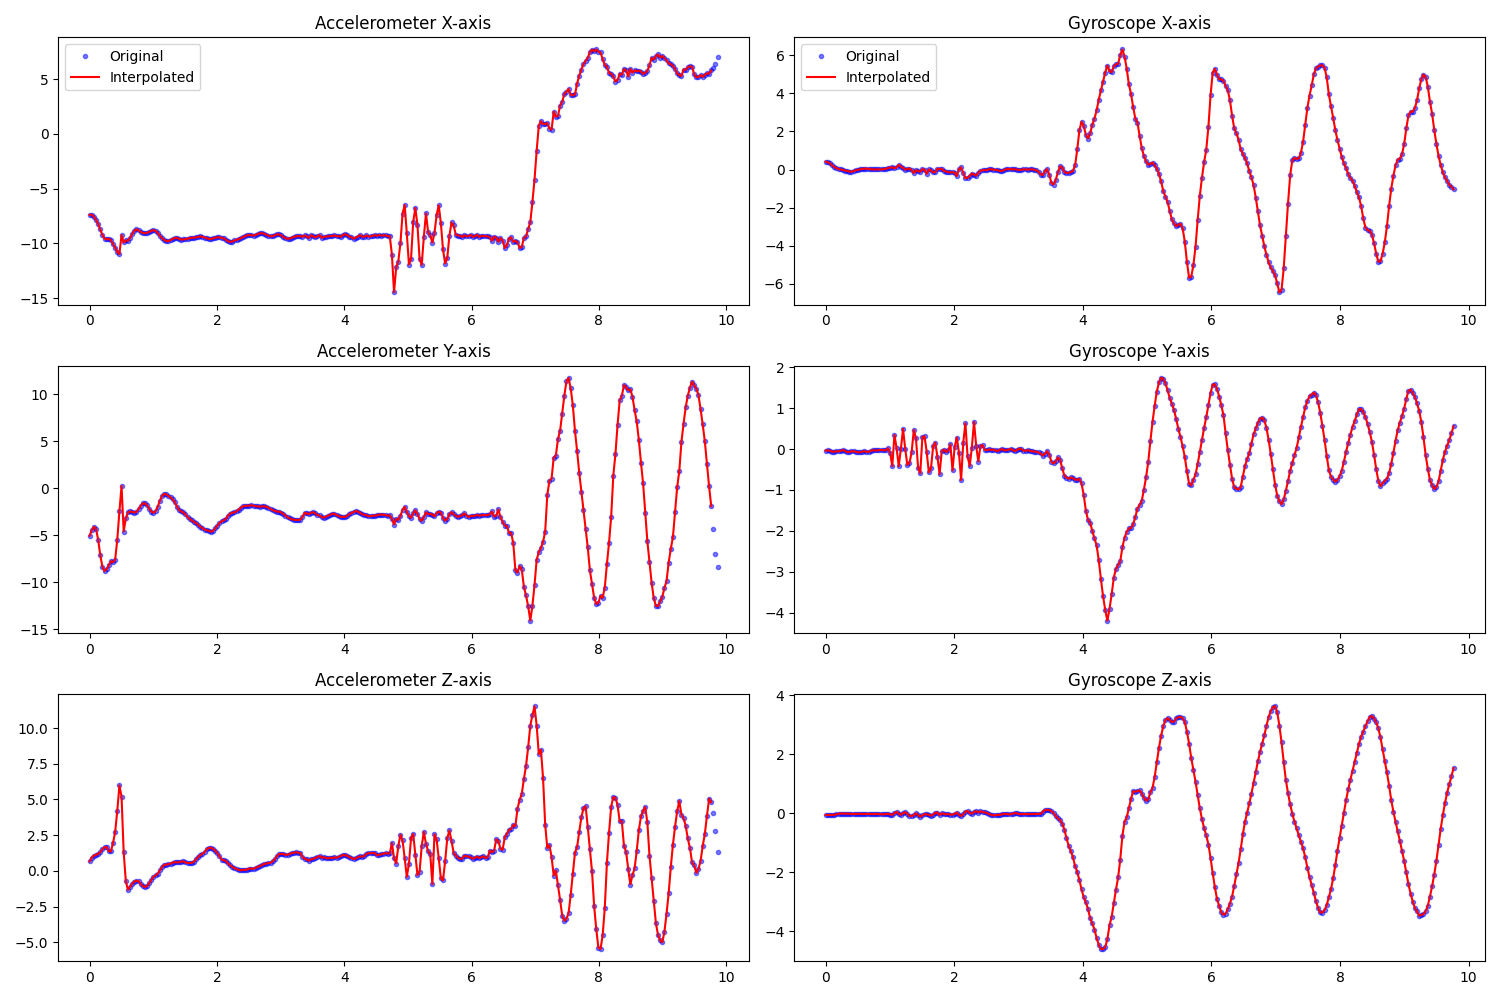 Accelerometer X-axis
Original
Interpolated
5
0
−5
−10
−15
0 2 4 6 8 10
Gyroscope X-axis
Original
Interpolated
6
4
2
0
−2
−4
−6
0 2 4 6 8 10
Accelerometer Y-axis
10
5
0
−5
−10
−15
0 2 4 6 8 10
Gyroscope Y-axis
2
1
0
−1
−2
−3
−4
0 2 4 6 8 10
Accelerometer Z-axis
10.0
7.5
5.0
2.5
0.0
−2.5
−5.0
0 2 4 6 8 10
Gyroscope Z-axis
4
2
0
−2
−4
0 2 4 6 8 10